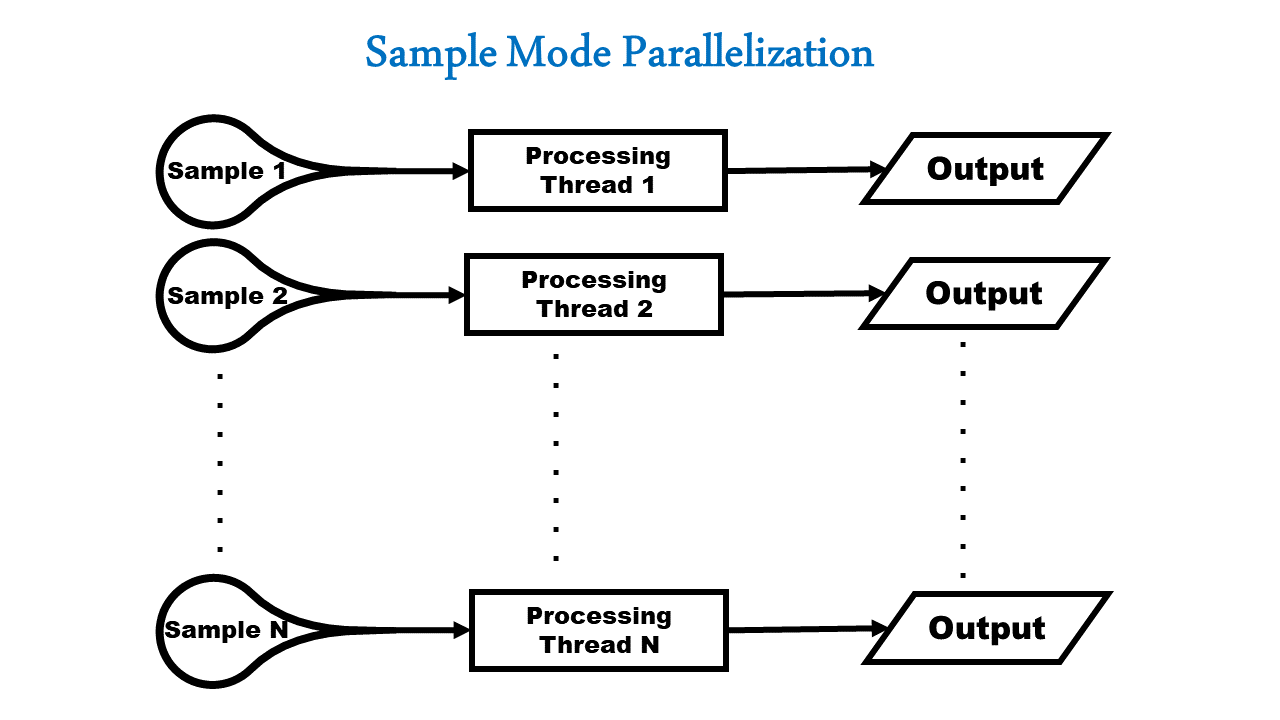 Sample Mode Parallelization
Sample 1
Processing
Thread 1
Output
Sample 2
Processing
Thread 2
Output
Sample N
Processing
Thread N
Output